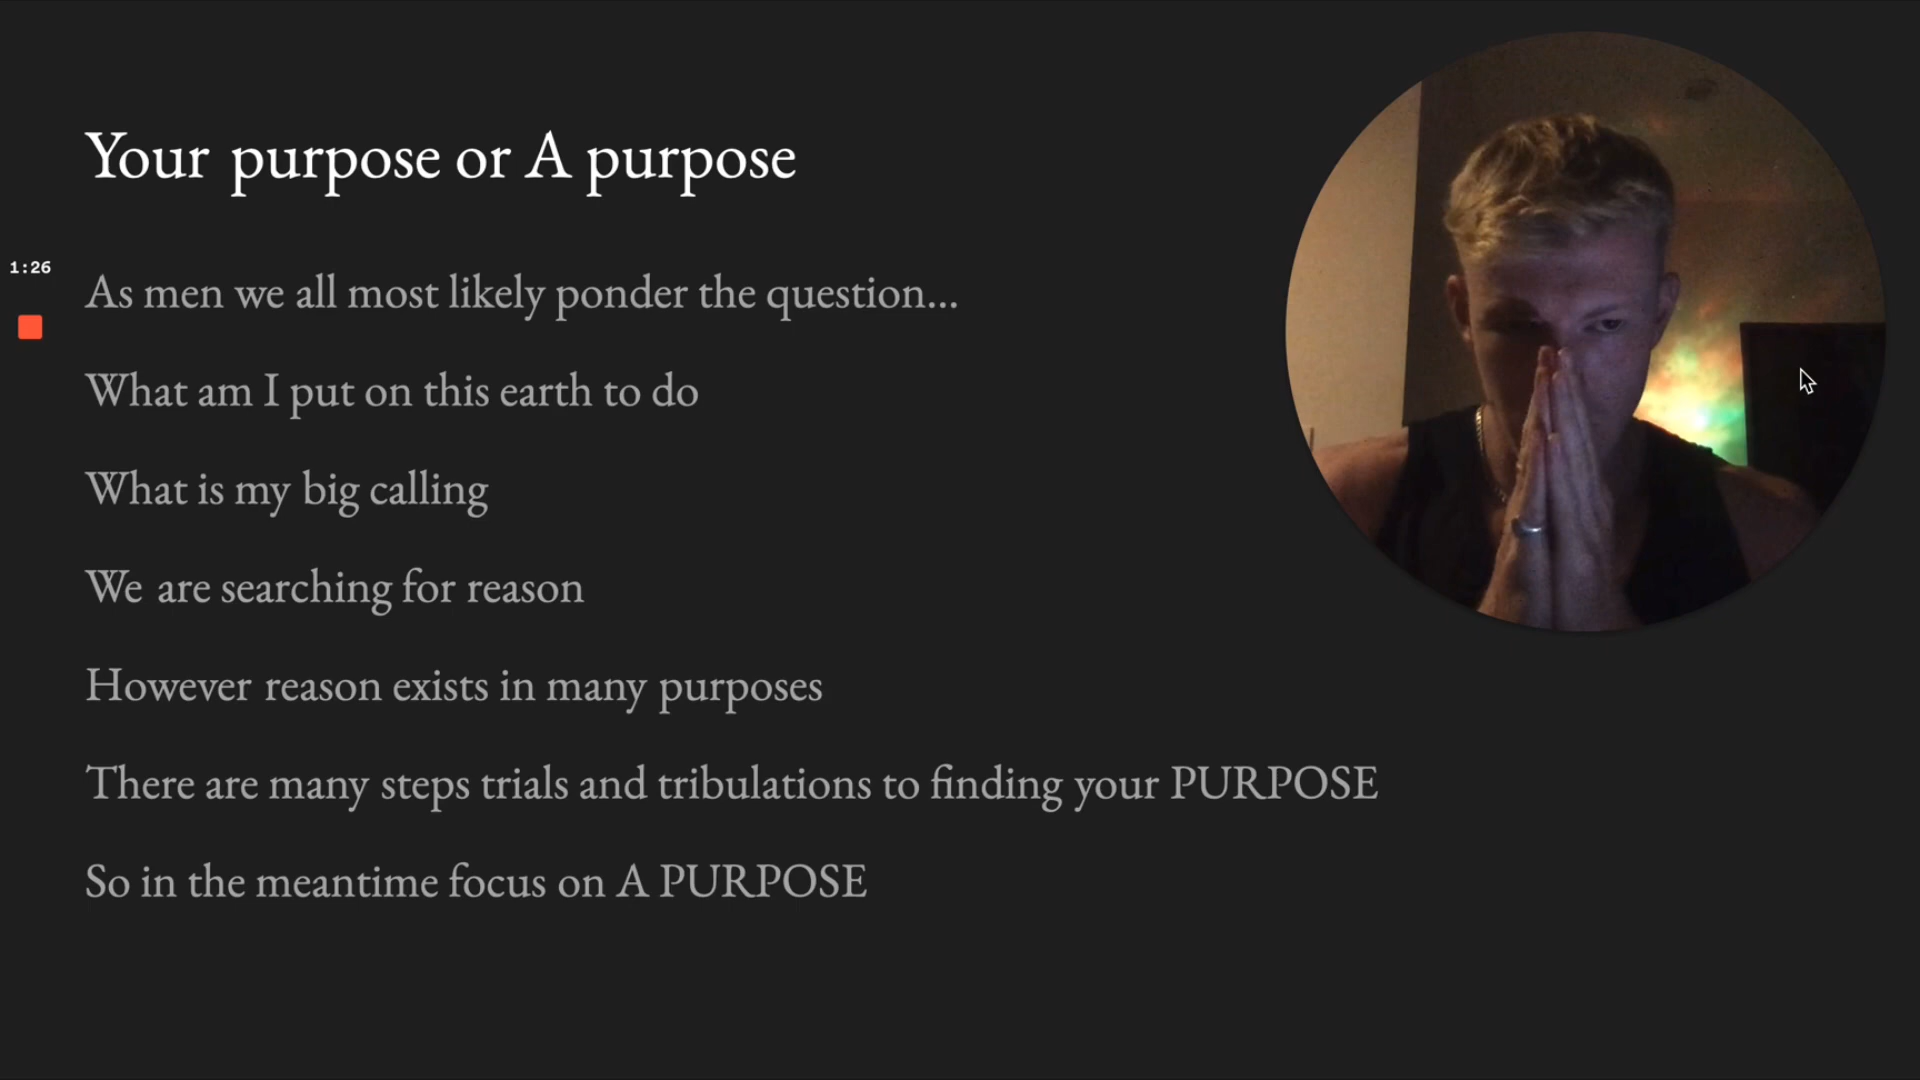 Your purpose or A purpose
1:26
As men we all most likely ponder the question...
What am I put on this earth to do
What is my big calling
We are searching for reason
However reason exists in many purposes
There are many steps trials and tribulations to finding your PURPOSE
So in the meantime focus on A PURPOSE